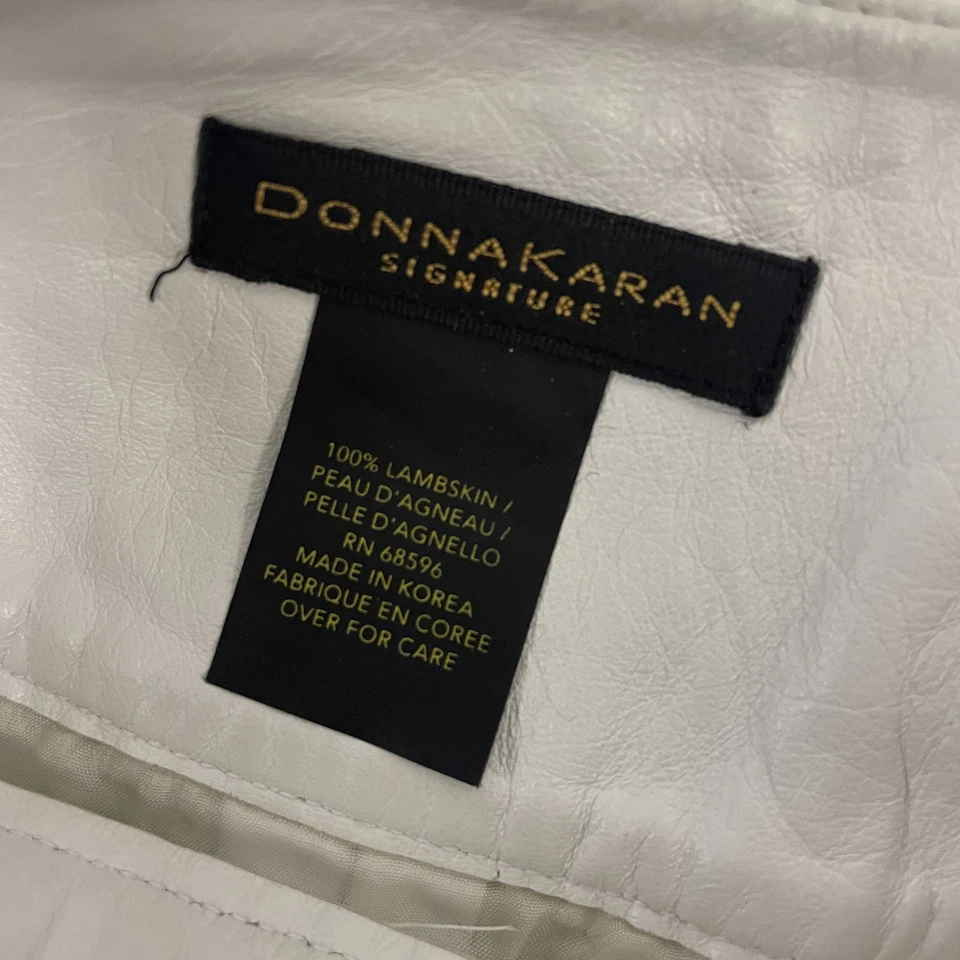 DONNAKARAN
SIGNATURE
100% LAMBSKIN /
PEAU D'AGNEAU /
PELLE D'AGNELLO
RN 68596
MADE IN KOREA
FABRIQUE EN COREE
OVER FOR CARE